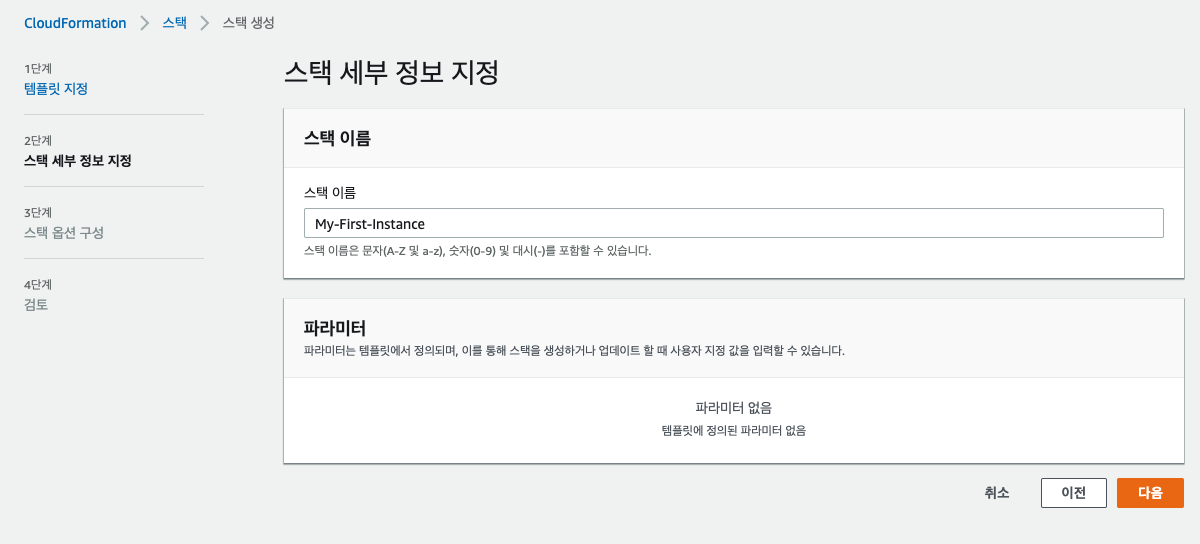 CloudFormation > 스택 > 스택 생성
1단계
템플릿 지정
2단계
스택 세부 정보 지정
3단계
스택 옵션 구성
4단계
검토
스택 세부 정보 지정
스택 이름
스택 이름
My-First-Instance
스택 이름은 문자(A-Z 및 a-z), 숫자(0-9) 및 대시(-)를 포함할 수 있습니다.
파라미터
파라미터는 템플릿에서 정의되며, 이를 통해 스택을 생성하거나 업데이트 할 때 사용자 지정 값을 입력할 수 있습니다.
파라미터 없음
템플릿에 정의된 파라미터 없음
취소 이전 다음